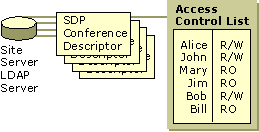 Site
Server
LDAP
Server
SDP
Conference
Descriptor
Descriptor
Access
Control List
Alice R/W
John R/W
Mary RO
Jim RO
Bob R/W
Bill RO